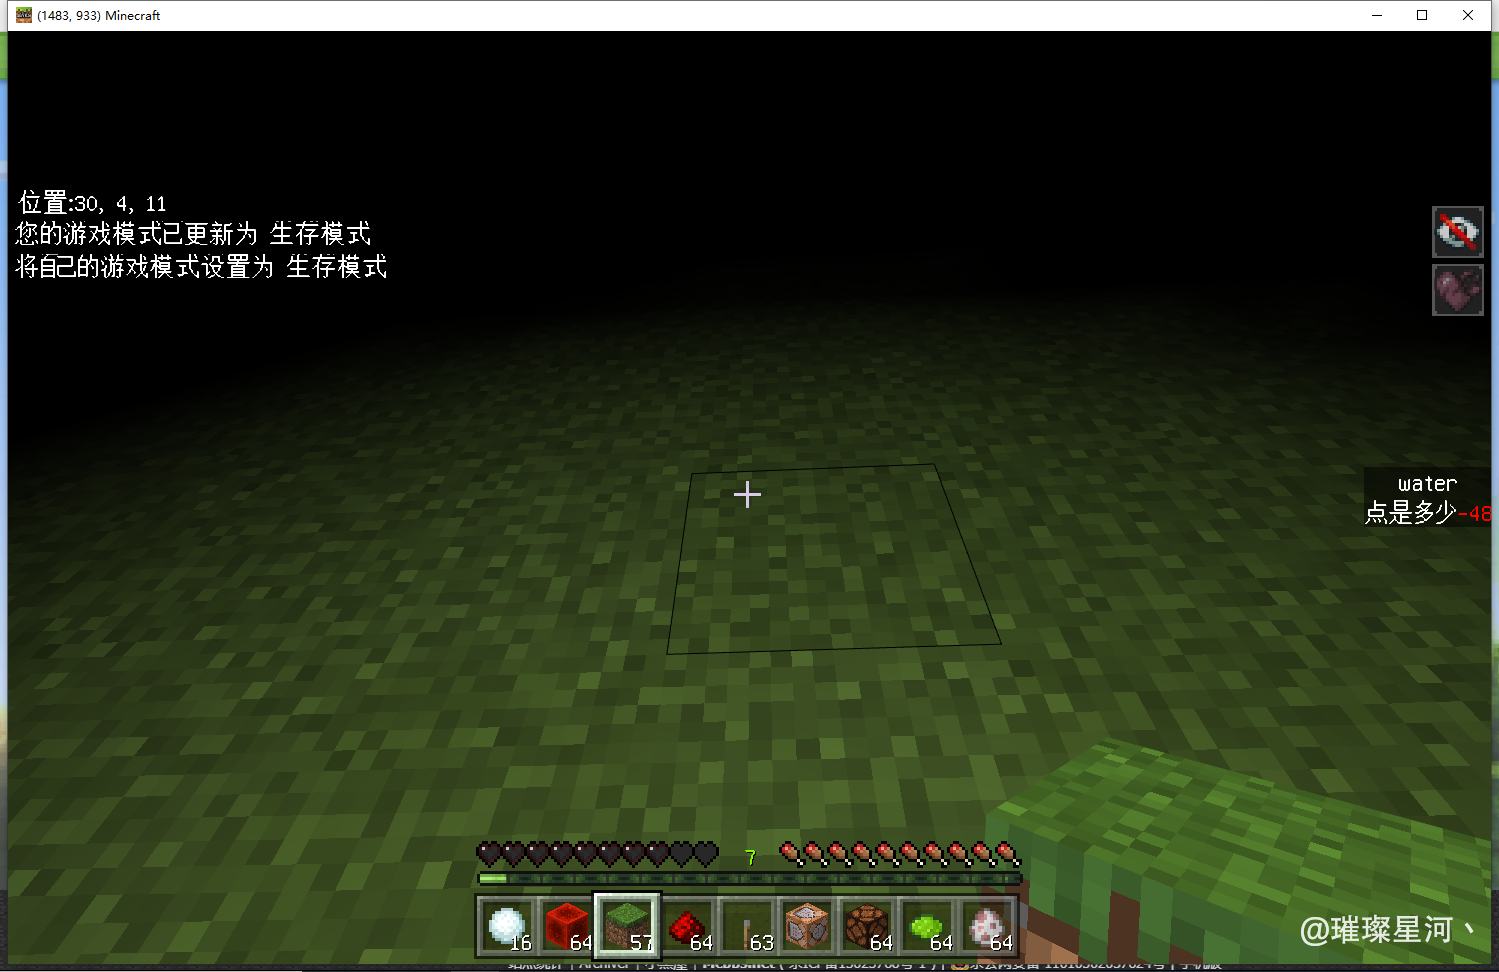 (1483, 933) Minecraft
位置:30, 4, 11
您的游戏模式已更新为 生存模式
将自己的游戏模式设置为 生存模式
water
点是多少-48
7
16
64
57
64
63
64
64
64
@璀璨星河丶